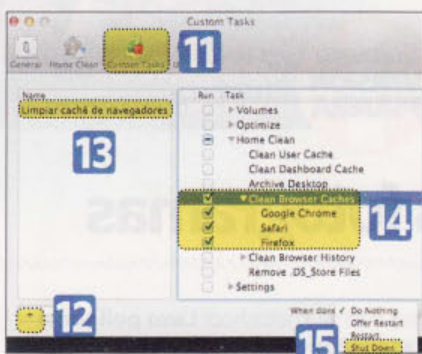 Custom Tasks
General Home Clean Custom Tasks
11
Name
Limpiar caché de navegadores
13
Run Task
Volumes
Optimize
Home Clean
Clean User Cache
Clean Dashboard Cache
Archive Desktop
Clean Browser Caches
Google Chrome
Safari
Firefox
14
Clean Browser History
Remove .DS_Store Files
Settings
+
12
When done ✓ Do Nothing
Offer Restart
Restart
15
Shut Down